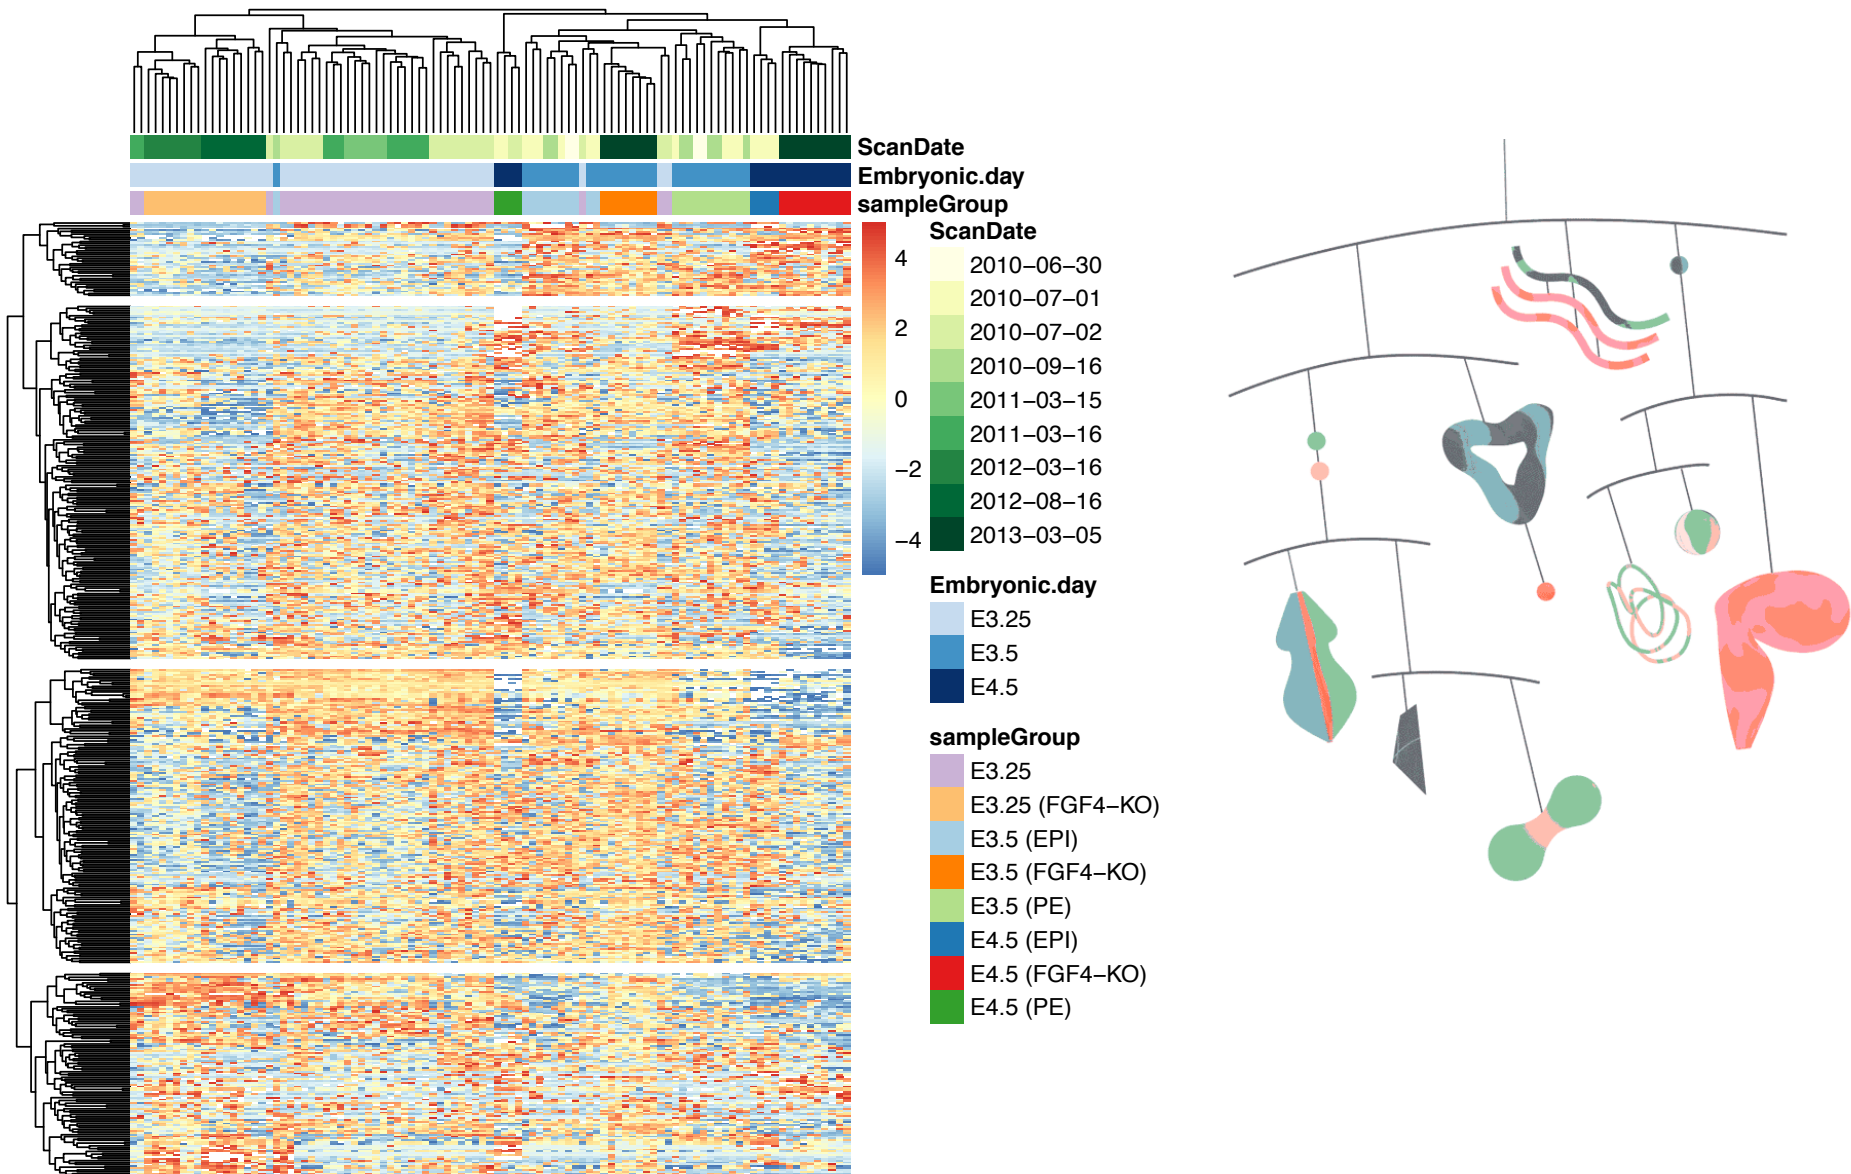 ScanDate
Embryonic.day
sampleGroup
4
2
0
−2
−4
ScanDate
2010−06−30
2010−07−01
2010−07−02
2010−09−16
2011−03−15
2011−03−16
2012−03−16
2012−08−16
2013−03−05
Embryonic.day
E3.25
E3.5
E4.5
sampleGroup
E3.25
E3.25 (FGF4−KO)
E3.5 (EPI)
E3.5 (FGF4−KO)
E3.5 (PE)
E4.5 (EPI)
E4.5 (FGF4−KO)
E4.5 (PE)